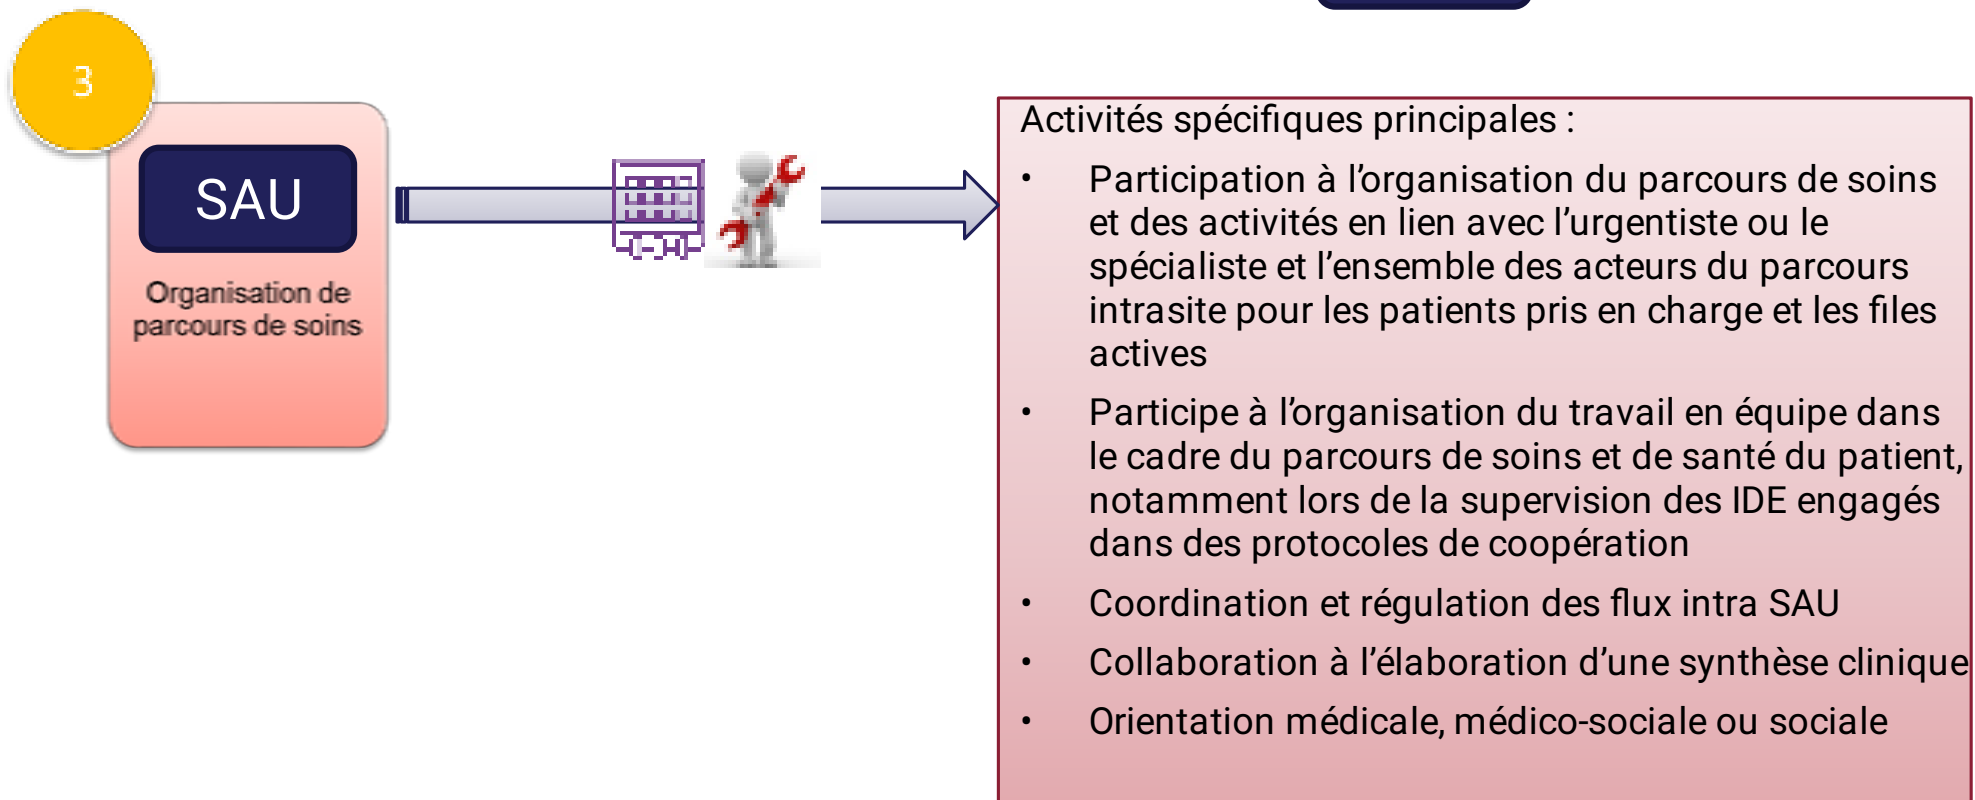 3
SAU
Organisation de
parcours de soins
Activités spécifiques principales :
• Participation à l’organisation du parcours de soins
et des activités en lien avec l’urgentiste ou le
spécialiste et l’ensemble des acteurs du parcours
intrasite pour les patients pris en charge et les files
actives
• Participe à l’organisation du travail en équipe dans
le cadre du parcours de soins et de santé du patient,
notamment lors de la supervision des IDE engagés
dans des protocoles de coopération
• Coordination et régulation des flux intra SAU
• Collaboration à l’élaboration d’une synthèse clinique
• Orientation médicale, médico-sociale ou sociale